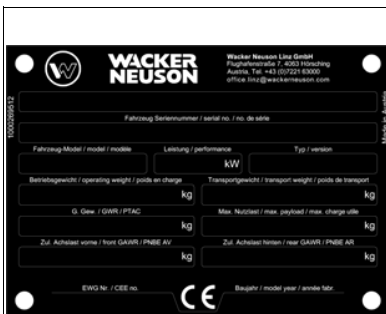 WACKER
NEUSON
Wacker Neuson Linz GmbH
Flughafenstraße 7, 4063 Hörsching
Austria, Tel. +43 (0)7221 63000
office.linz@wackerneuson.com
1000269512
Made in Austria
Fahrzeug Seriennummer / serial no. / no. de série
Fahrzeug-Model / model / modèle
Leistung / performance
Typ / version
kW
Betriebsgewicht / operating weight / poids en charge
Transportgewicht / transport weight / poids de transport
kg
kg
G. Gew. / GWR / PTAC
Max. Nutzlast / max. payload / max. charge utile
kg
kg
Zul. Achslast vorne / front GAWR / PNBE AV
Zul. Achslast hinten / rear GAWR / PNBE AR
kg
kg
EWG Nr. / CEE no.
CE
Baujahr / model year / année fabr.